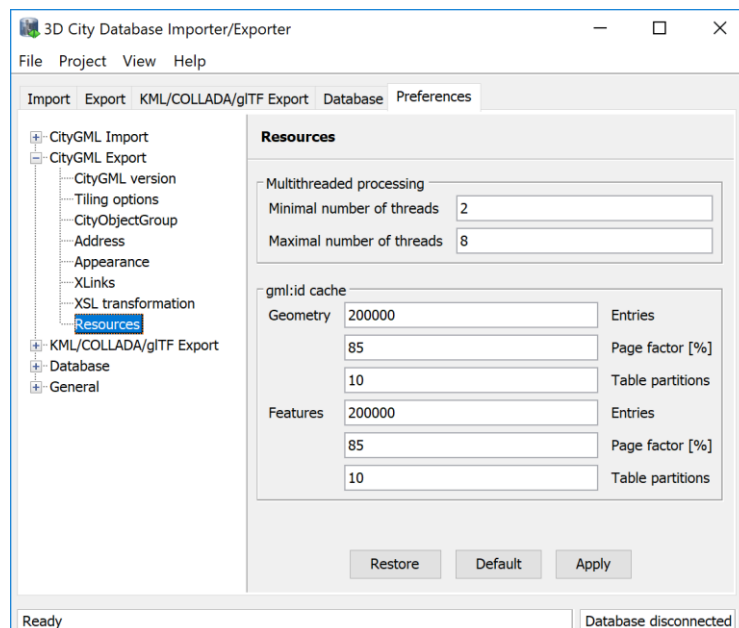 3D City Database Importer/Exporter
File Project View Help
Import Export KML/COLLADA/glTF Export Database Preferences
CityGML Import
CityGML Export
CityGML version
Tiling options
CityObjectGroup
Address
Appearance
XLinks
XSL transformation
Resources
KML/COLLADA/glTF Export
Database
General
Resources
Multithreaded processing
Minimal number of threads 2
Maximal number of threads 8
gml:id cache
Geometry 200000 Entries
85 Page factor [%]
10 Table partitions
Features 200000 Entries
85 Page factor [%]
10 Table partitions
Restore Default Apply
Ready Database disconnected